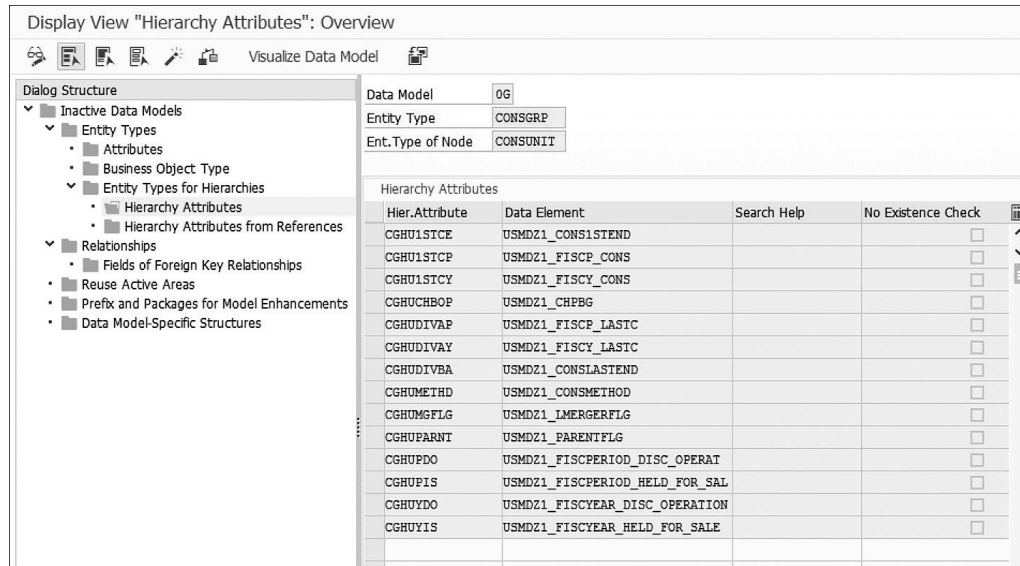 Display View "Hierarchy Attributes": Overview
Visualize Data Model
Dialog Structure
Inactive Data Models
Entity Types
Attributes
Business Object Type
Entity Types for Hierarchies
Hierarchy Attributes
Hierarchy Attributes from References
Relationships
Fields of Foreign Key Relationships
Reuse Active Areas
Prefix and Packages for Model Enhancements
Data Model-Specific Structures
Data Model 0G
Entity Type CONSGRP
Ent.Type of Node CONSUNIT
Hierarchy Attributes
Hier.Attribute Data Element Search Help No Existence Check
CGHU1STCE USMDZ1_CONS1STEND
CGHU1STCP USMDZ1_FISCP_CONS
CGHU1STCY USMDZ1_FISCY_CONS
CGHUCHBOP USMDZ1_CHPBG
CGHUDIVAP USMDZ1_FISCP_LASTC
CGHUDIVAY USMDZ1_FISCY_LASTC
CGHUDIVBA USMDZ1_CONSLASTEND
CGHUMETHD USMDZ1_CONSMETHOD
CGHUMGFLG USMDZ1_LMERGERFLG
CGHUPARNT USMDZ1_PARENTFLG
CGHUPDO USMDZ1_FISCPERIOD_DISC_OPERAT
CGHUPIS USMDZ1_FISCPERIOD_HELD_FOR_SAL
CGHUYDO USMDZ1_FISCYEAR_DISC_OPERATION
CGHUYIS USMDZ1_FISCYEAR_HELD_FOR_SALE